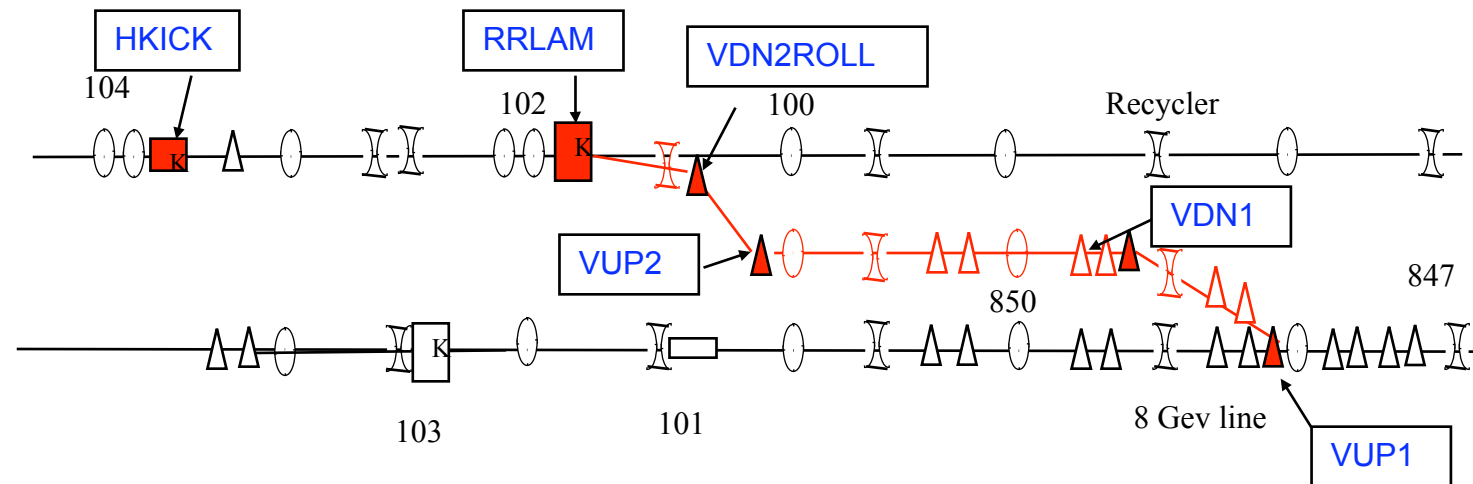 HKICK
RRLAM
VDN2ROLL
104
102
100
Recycler
K
K
VDN1
VUP2
847
850
K
103
101
8 Gev line
VUP1